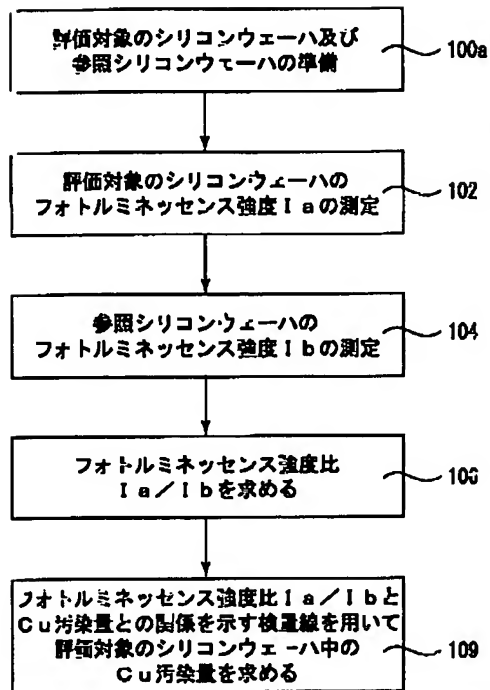 評価対象のシリコンウェーハ及び
参照シリコンウェーハの準備
100a
評価対象のシリコンウェーハの
フォトルミネッセンス強度Iaの測定
102
参照シリコンウェーハの
フォトルミネッセンス強度Ibの測定
104
フォトルミネッセンス強度比
Ia/Ibを求める
106
フォトルミネッセンス強度比Ia/Ibと
Cu汚染量との関係を示す検量線を用いて
評価対象のシリコンウェーハ中の
Cu汚染量を求める
109